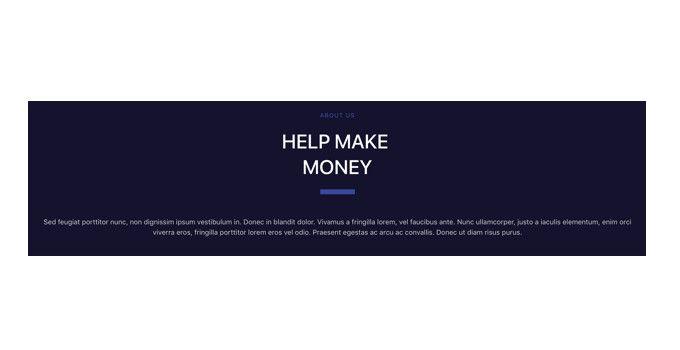 ABOUT US
HELP MAKE
MONEY
Sed feugiat porttitor nunc, non dignissim ipsum vestibulum in. Donec in blandit dolor. Vivamus a fringilla lorem, vel faucibus ante. Nunc ullamcorper, justo a iaculis elementum, enim orci
viverra eros, fringilla porttitor lorem eros vel odio. Praesent egestas ac arcu ac convallis. Donec ut diam risus purus.